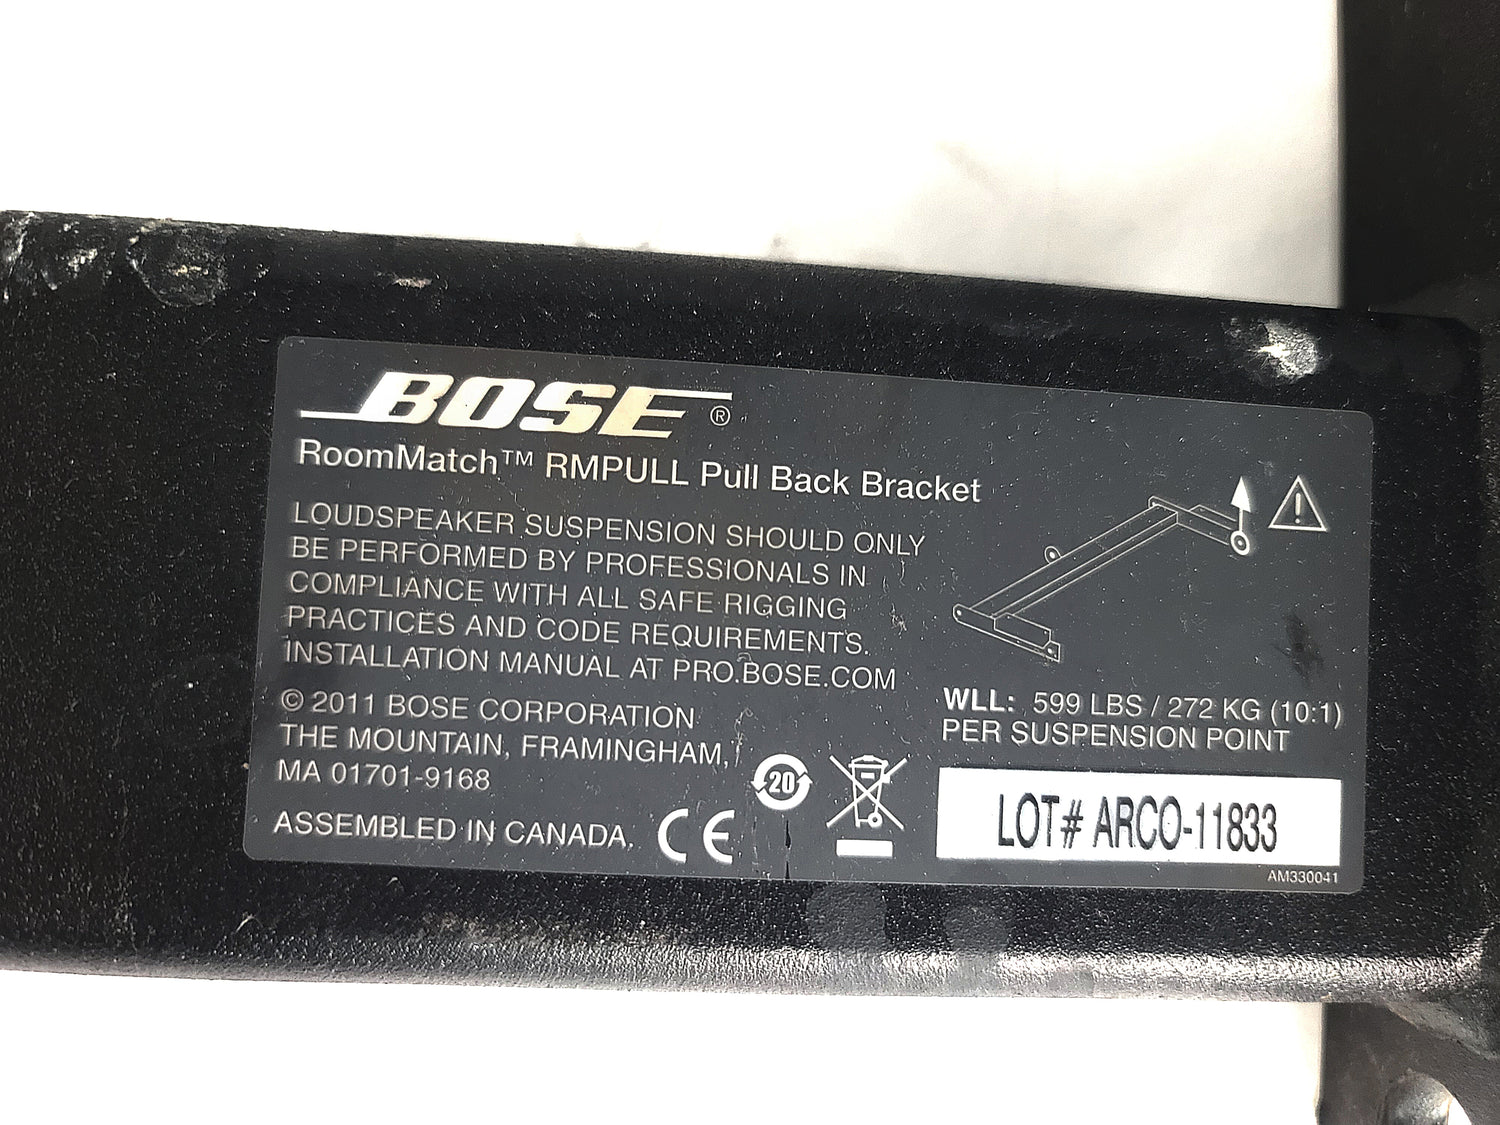 BOSE®
RoomMatch™ RMPULL Pull Back Bracket
LOUDSPEAKER SUSPENSION SHOULD ONLY
BE PERFORMED BY PROFESSIONALS IN
COMPLIANCE WITH ALL SAFE RIGGING
PRACTICES AND CODE REQUIREMENTS.
INSTALLATION MANUAL AT PRO.BOSE.COM
© 2011 BOSE CORPORATION
THE MOUNTAIN, FRAMINGHAM,
MA 01701-9168
ASSEMBLED IN CANADA.
CE
20
WLL: 599 LBS / 272 KG (10:1)
PER SUSPENSION POINT
LOT# ARCO-11833
AM330041